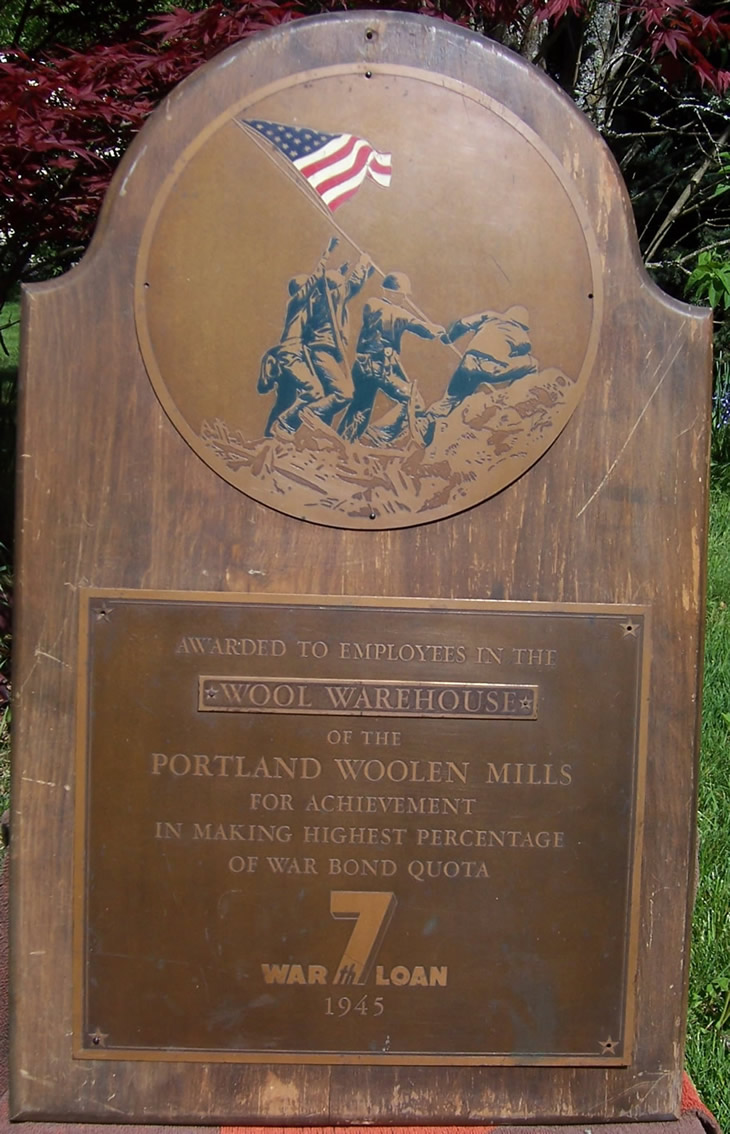 AWARDED TO EMPLOYEES IN THE
WOOL WAREHOUSE
OF THE
PORTLAND WOOLEN MILLS
FOR ACHIEVEMENT
IN MAKING HIGHEST PERCENTAGE
OF WAR BOND QUOTA
7
WAR th LOAN
1945